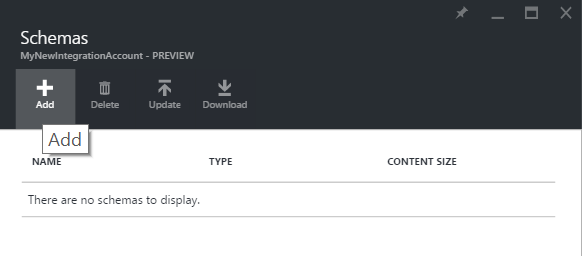 Schemas
MyNewIntegrationAccount - PREVIEW
Add Delete Update Download
Add
NAME TYPE CONTENT SIZE
There are no schemas to display.